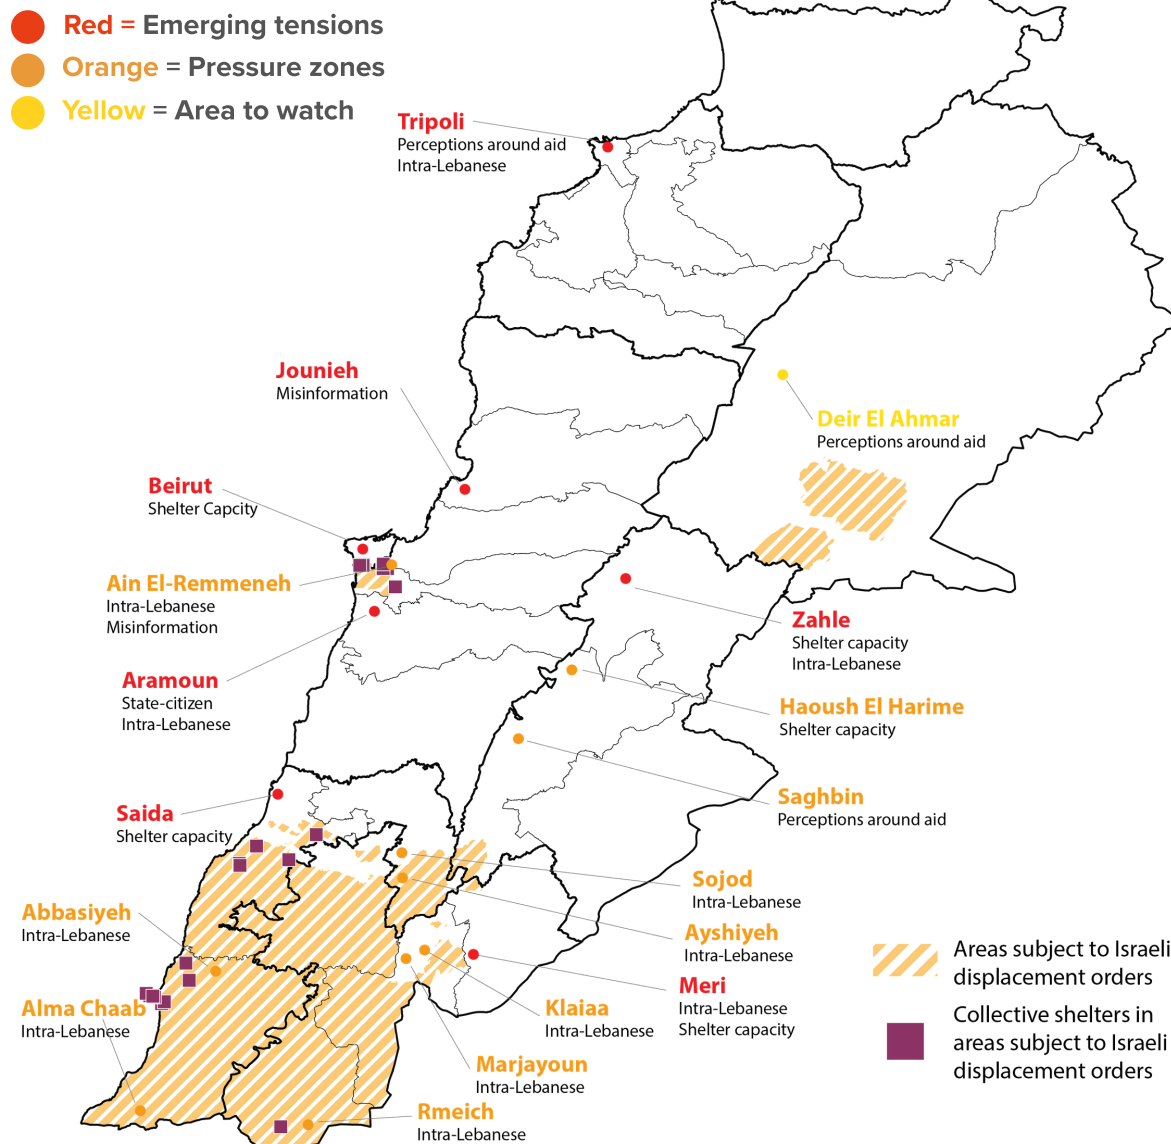 Red = Emerging tensions
Orange = Pressure zones
Yellow = Area to watch
Tripoli
Perceptions around aid
Intra-Lebanese
Jounieh
Misinformation
Deir El Ahmar
Perceptions around aid
Beirut
Shelter Capcity
Ain El-Remmeneh
Intra-Lebanese
Misinformation
Zahle
Shelter capacity
Intra-Lebanese
Aramoun
State-citizen
Intra-Lebanese
Haoush El Harime
Shelter capacity
Saghbin
Perceptions around aid
Saida
Shelter capacity
Sojod
Intra-Lebanese
Abbasiyeh
Intra-Lebanese
Ayshiyeh
Intra-Lebanese
Meri
Intra-Lebanese
Shelter capacity
Alma Chaab
Intra-Lebanese
Klaiaa
Intra-Lebanese
Marjayoun
Intra-Lebanese
Rmeich
Intra-Lebanese
Areas subject to Israeli
displacement orders
Collective shelters in
areas subject to Israeli
displacement orders